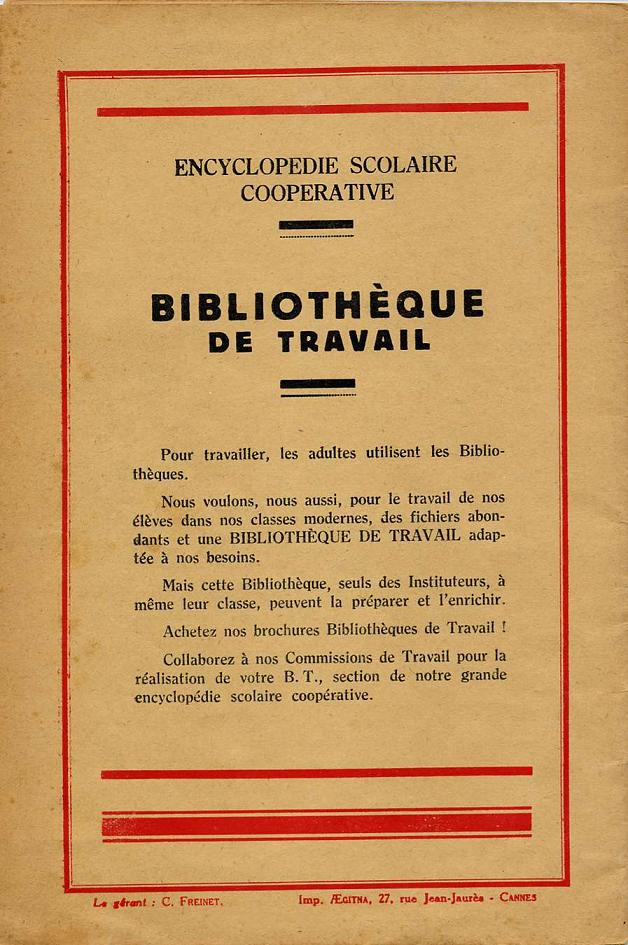 ENCYCLOPEDIE SCOLAIRE
COOPERATIVE
BIBLIOTHÈQUE
DE TRAVAIL
Pour travailler, les adultes utilisent les Biblio-
thèques.
Nous voulons, nous aussi, pour le travail de nos
élèves dans nos classes modernes, des fichiers abon-
dants et une BIBLIOTHÈQUE DE TRAVAIL adap-
tée à nos besoins.
Mais cette Bibliothèque, seuls des Instituteurs, à
même leur classe, peuvent la préparer et l'enrichir.
Achetez nos brochures Bibliothèques de Travail !
Collaborez à nos Commissions de Travail pour la
réalisation de votre B. T., section de notre grande
encyclopédie scolaire coopérative.
Le gérant : C. FREINET.
Imp. ÆGITNA, 27, rue Jean-Jaurès - CANNES